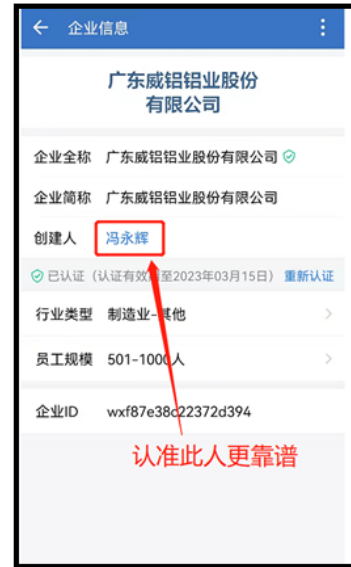 企业信息
广东威铝铝业股份
有限公司
企业全称 广东威铝铝业股份有限公司
企业简称 广东威铝铝业股份有限公司
创建人 冯永辉
已认证（认证有效 至2023年03月15日） 重新认证
行业类型 制造业-其他
员工规模 501-1000人
企业ID wxf87e38c22372d394
认准此人更靠谱